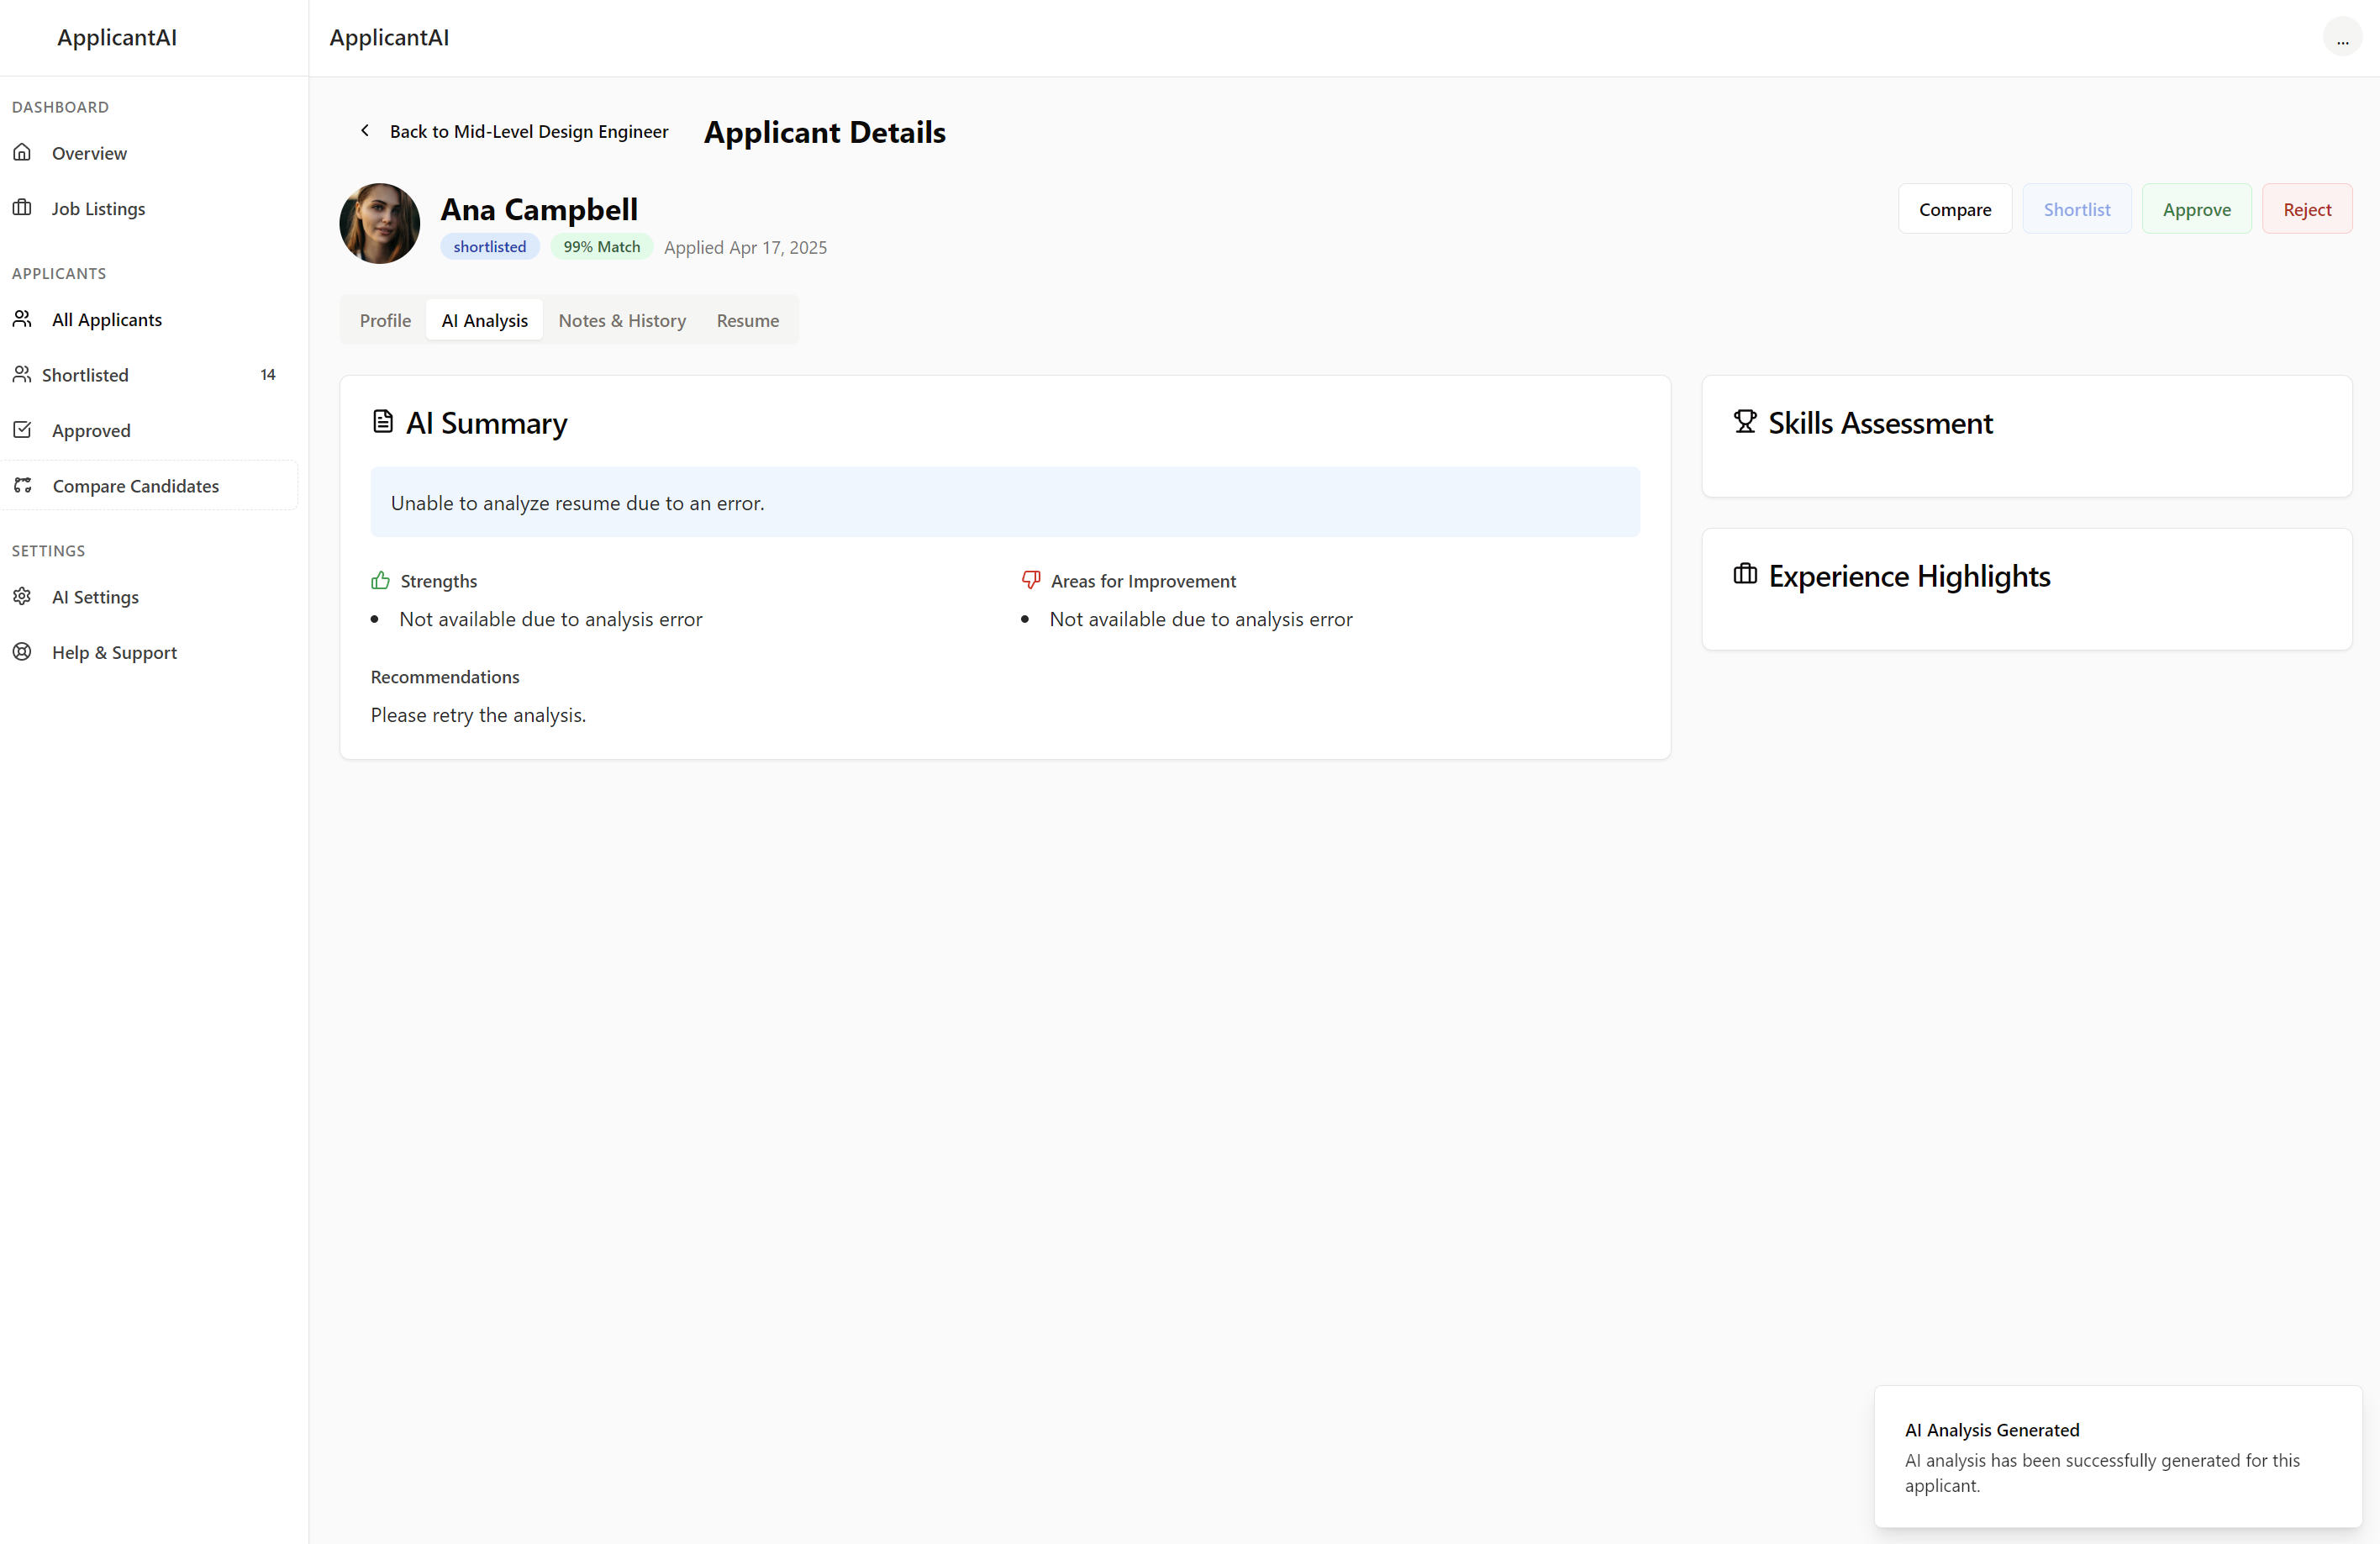 ApplicantAI
ApplicantAI
...
DASHBOARD
Overview
Job Listings
APPLICANTS
All Applicants
Shortlisted 14
Approved
Compare Candidates
SETTINGS
AI Settings
Help & Support
Back to Mid-Level Design Engineer
Applicant Details
Ana Campbell
shortlisted 99% Match Applied Apr 17, 2025
Compare Shortlist Approve Reject
Profile AI Analysis Notes & History Resume
AI Summary
Unable to analyze resume due to an error.
Strengths
• Not available due to analysis error
Areas for Improvement
• Not available due to analysis error
Recommendations
Please retry the analysis.
Skills Assessment
Experience Highlights
AI Analysis Generated
AI analysis has been successfully generated for this
applicant.